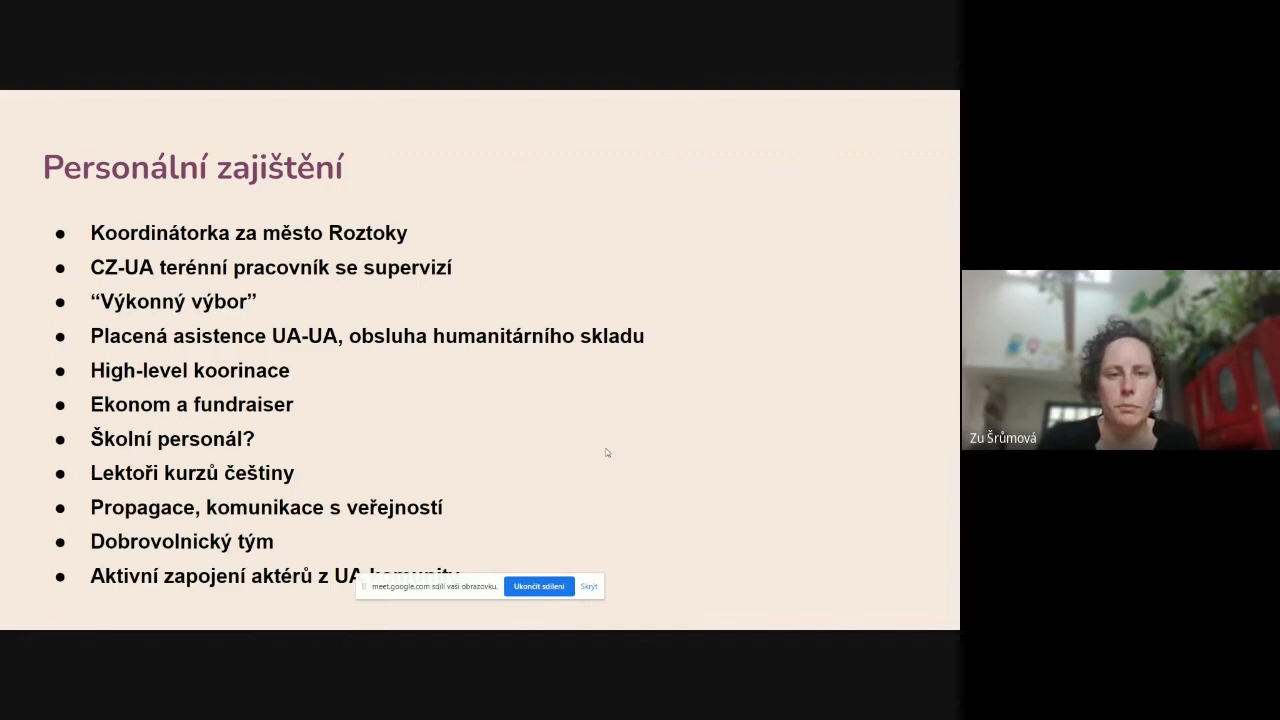 Personální zajištění
● Koordinátorka za město Roztoky
● CZ-UA terénní pracovník se supervizí
● “Výkonný výbor”
● Placená asistence UA-UA, obsluha humanitárního skladu
● High-level koorinace
● Ekonom a fundraiser
● Školní personál?
● Lektoři kurzů češtiny
● Propagace, komunikace s veřejností
● Dobrovolnický tým
● Aktivní zapojení aktérů z UA komunity
meet.google.com sdílí vaši obrazovku. Ukončit sdílení Skrýt
Zu Šrůmová